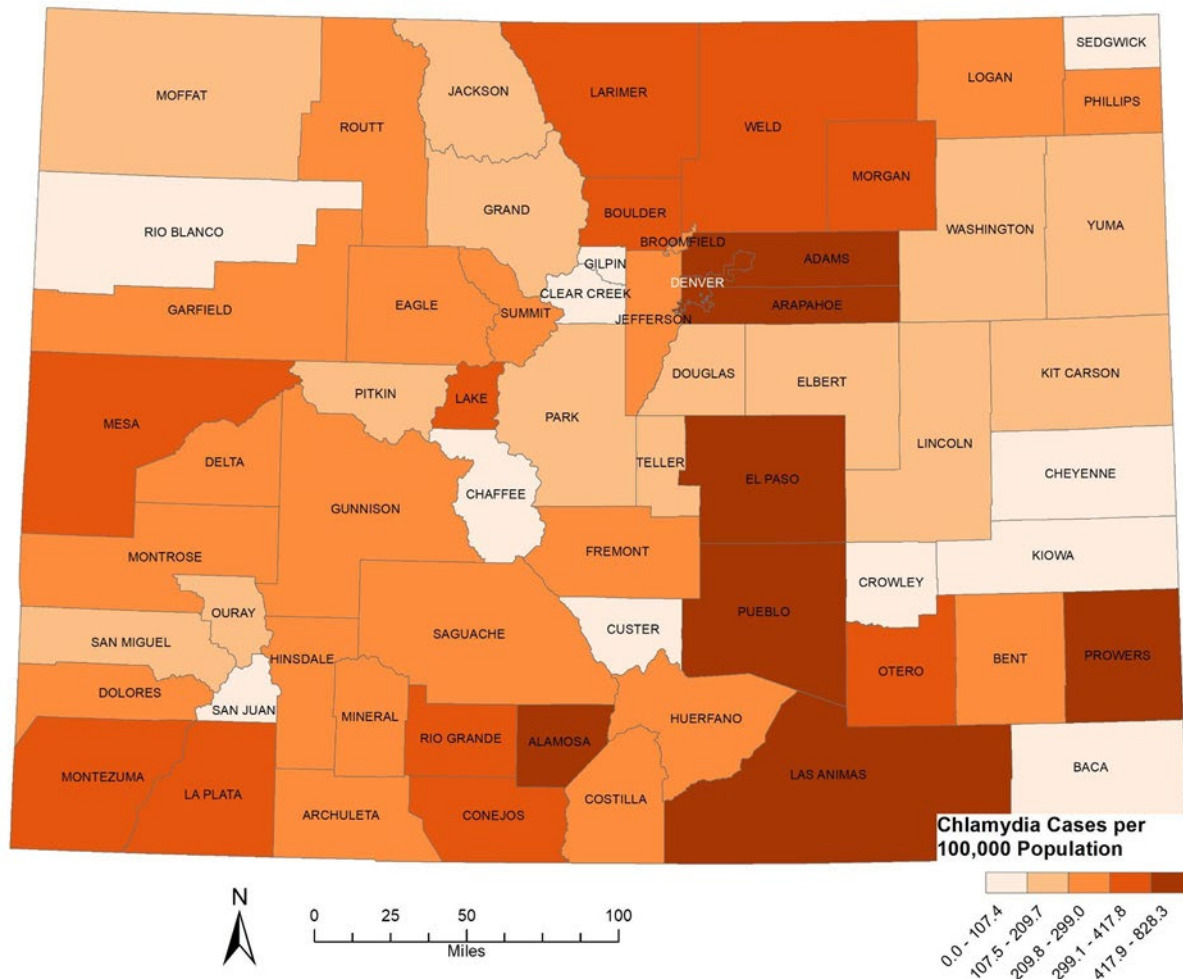 SEDGWICK
LOGAN
MOFFAT
JACKSON
LARIMER
PHILLIPS
ROUTT
WELD
MORGAN
GRAND
BOULDER
WASHINGTON
YUMA
RIO BLANCO
BROOMFIELD
GILPIN
ADAMS
DENVER
CLEAR CREEK
EAGLE
ARAPAHOE
GARFIELD
SUMMIT
JEFFERSON
DOUGLAS
ELBERT
KIT CARSON
PITKIN
LAKE
PARK
MESA
LINCOLN
DELTA
TELLER
CHEYENNE
EL PASO
CHAFFEE
GUNNISON
FREMONT
KIOWA
MONTROSE
CROWLEY
OURAY
PUEBLO
SAN MIGUEL
SAGUACHE
CUSTER
HINSDALE
OTERO
BENT
PROWERS
DOLORES
SAN JUAN
MINERAL
HUERFANO
RIO GRANDE
ALAMOSA
MONTEZUMA
LAS ANIMAS
BACA
LA PLATA
COSTILLA
ARCHULETA
CONEJOS
Chlamydia Cases per
100,000 Population
0.0 - 107.4
107.5 - 209.7
209.8 - 299.0
299.1 - 417.8
417.9 - 828.3
N
0 25 50 100
Miles